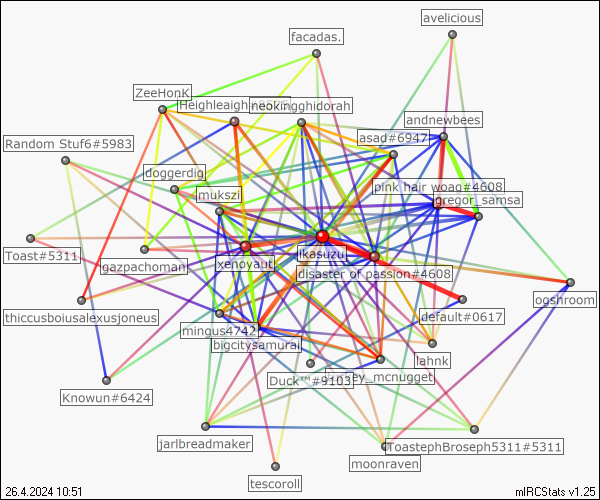 avelicious
facadas.
ZeeHonK
Heighleaigh
neokingghidorah
andnewbees
asad#6947
Random Stuf6#5983
doggerdig
mukszi
pink hair woag#4608
gregor_samsa
Toast#5311
gazpachoman
xenovaut
ikasuzu
disaster of passion#4608
ogshroom
thiccusboiusalexusjoneus
mingus4742
bigcitysamurai
default#0617
lahnk
Knowun#6424
Duck™#9103
_mcnugget
jarlbreadmaker
ToastephBroseph5311#5311
moonraven
tescoroll
26.4.2024 10:51
mIRCStats v1.25